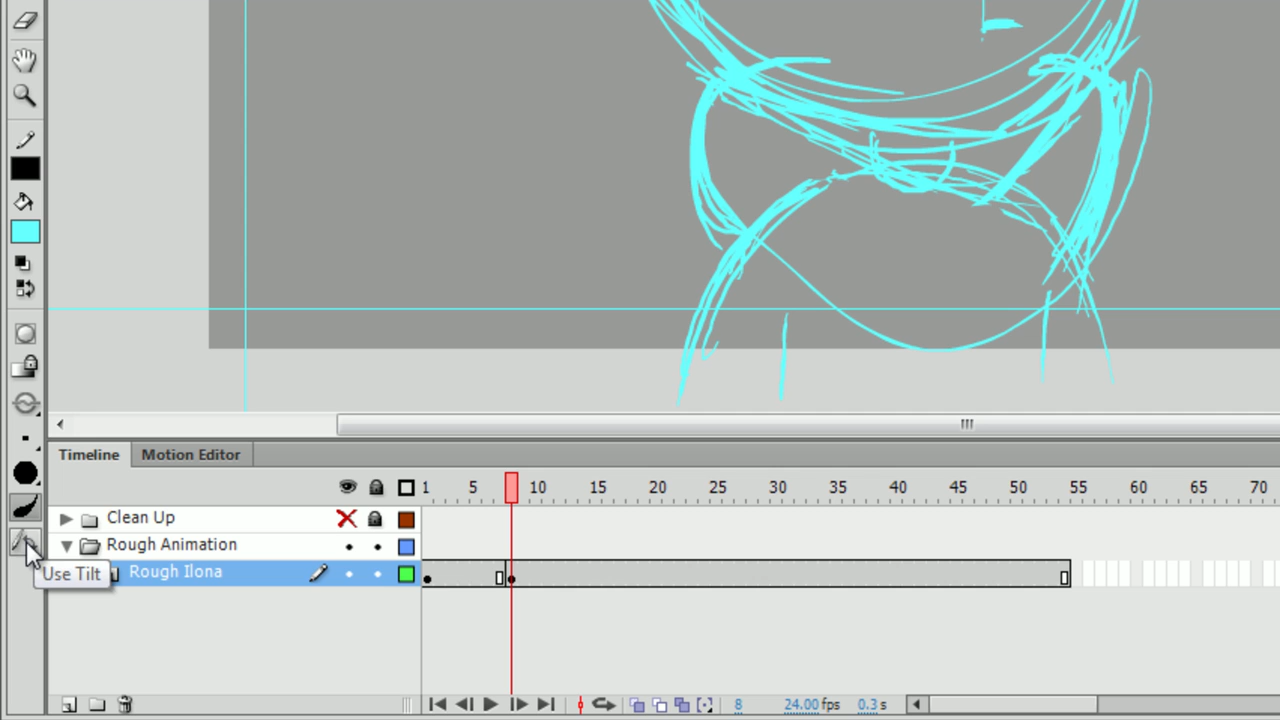 Timeline Motion Editor
1 5 10 15 20 25 30 35 40 45 50 55 60 65 70
Clean Up
Rough Animation
Rough Ilona
Use Tilt
8 24.00 fps 0.3 s